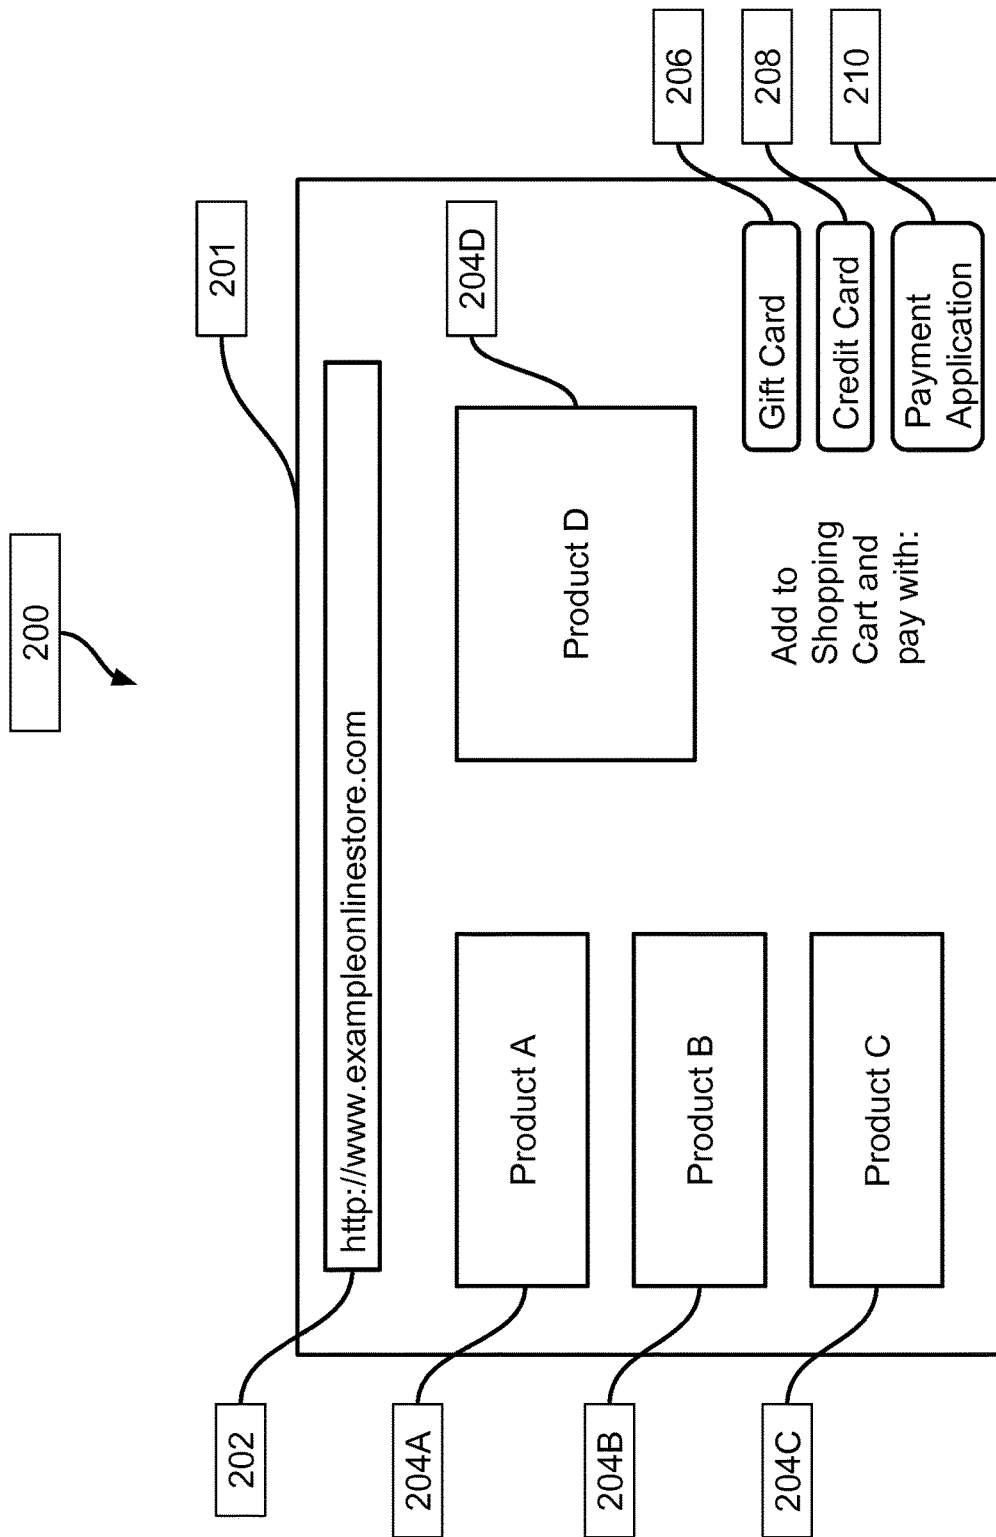 200
201
202
http://www.exampleonlinestore.com
204A
Product A
204D
Product D
204B
Product B
204C
Product C
Add to
Shopping
Cart and
pay with:
Gift Card
206
Credit Card
208
Payment
Application
210